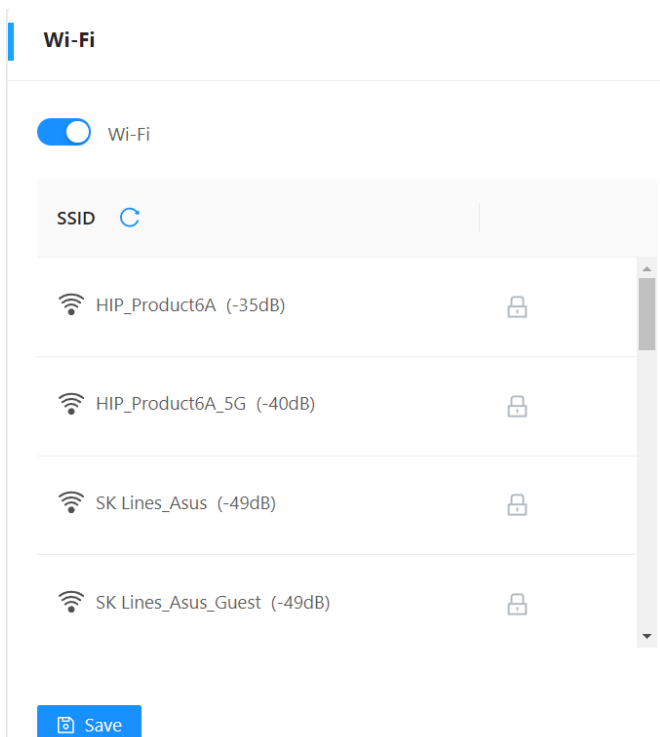 Wi-Fi
Wi-Fi
SSID
HIP_Product6A (-35dB)
HIP_Product6A_5G (-40dB)
SK Lines_Asus (-49dB)
SK Lines_Asus_Guest (-49dB)
Save